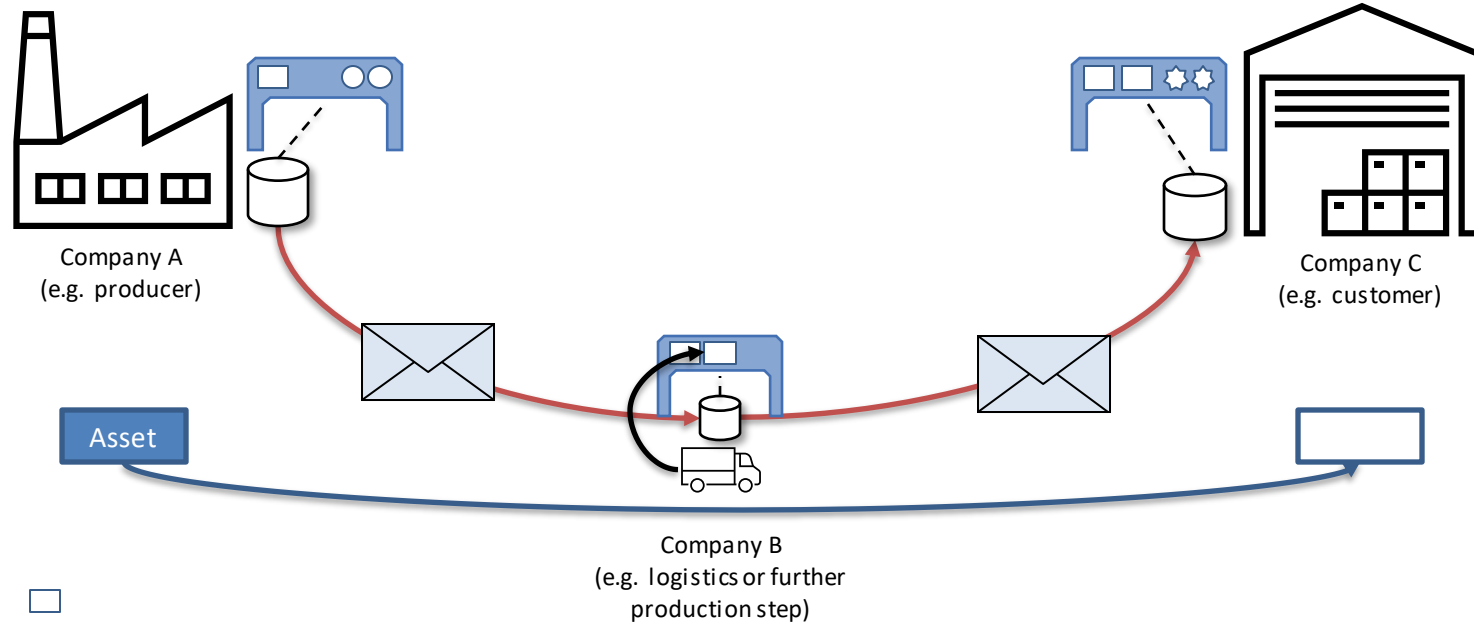 Company A
(e.g. producer)
Company C
(e.g. customer)
Asset
Company B
(e.g. logistics or further
production step)